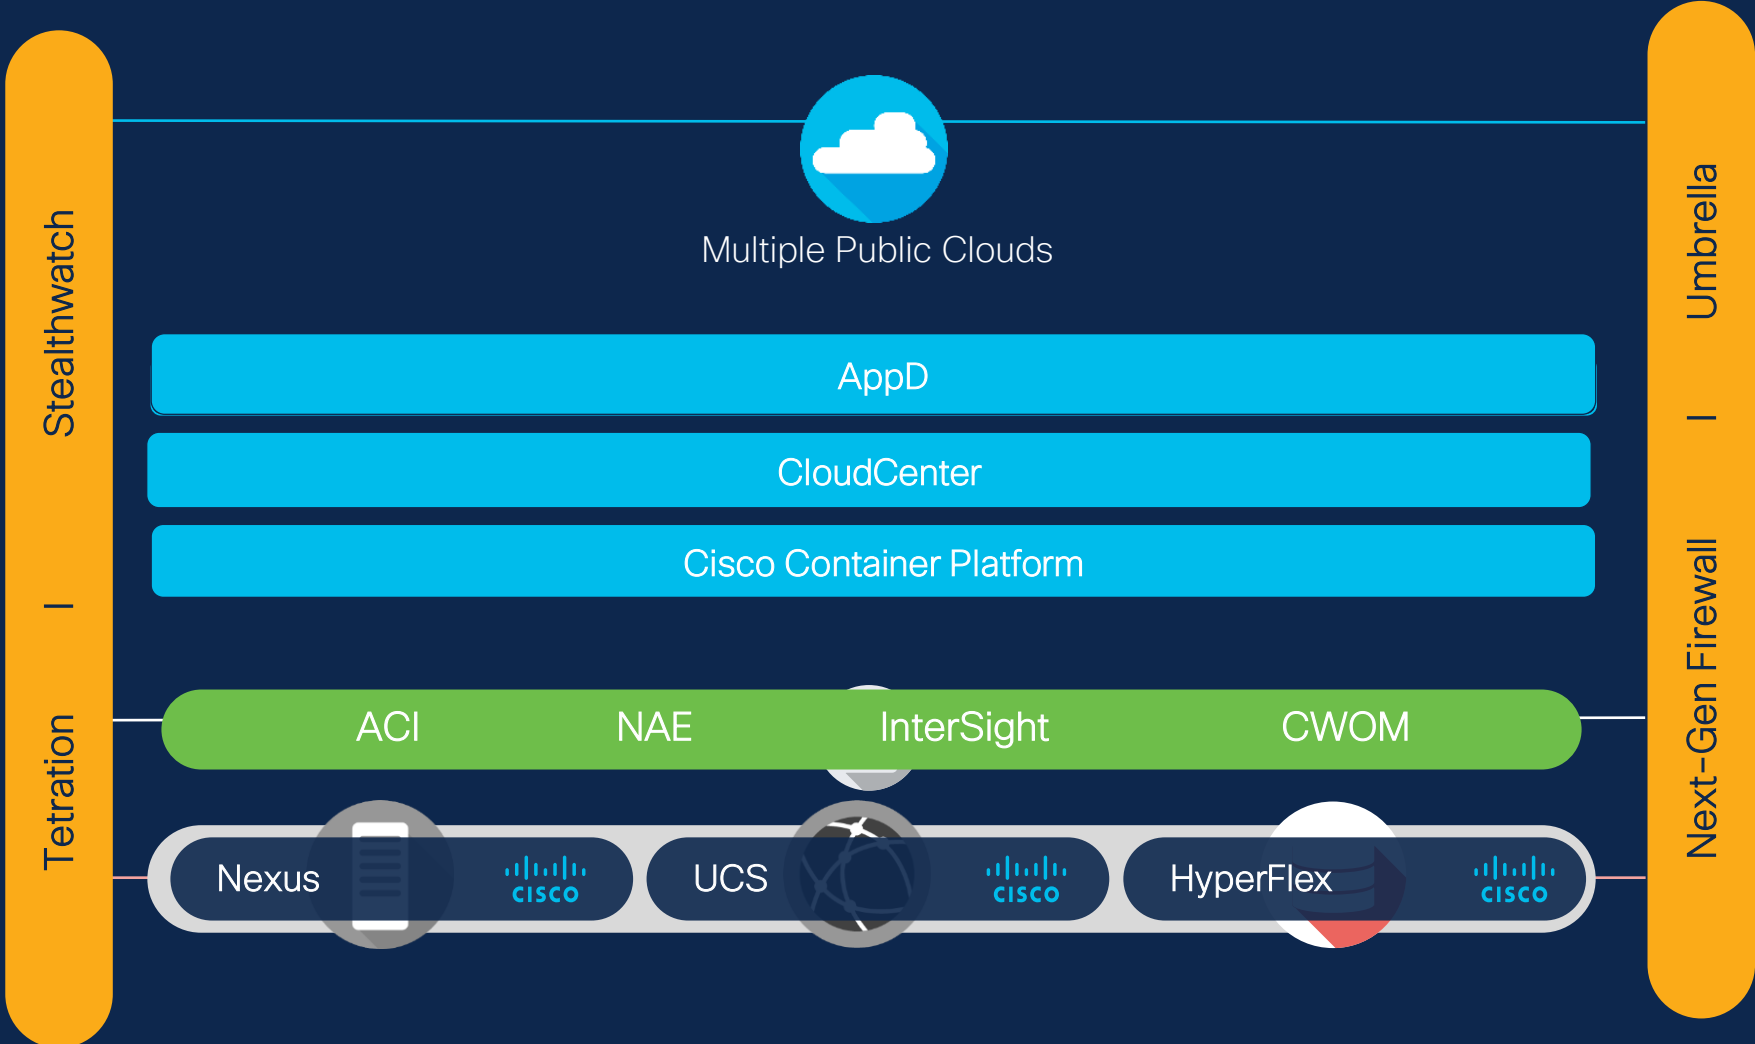 Multiple Public Clouds
AppD
CloudCenter
Cisco Container Platform
ACI NAE InterSight CWOM
Nexus CISCO UCS CISCO HyperFlex CISCO
Tetration | Stealthwatch
Next-Gen Firewall | Umbrella